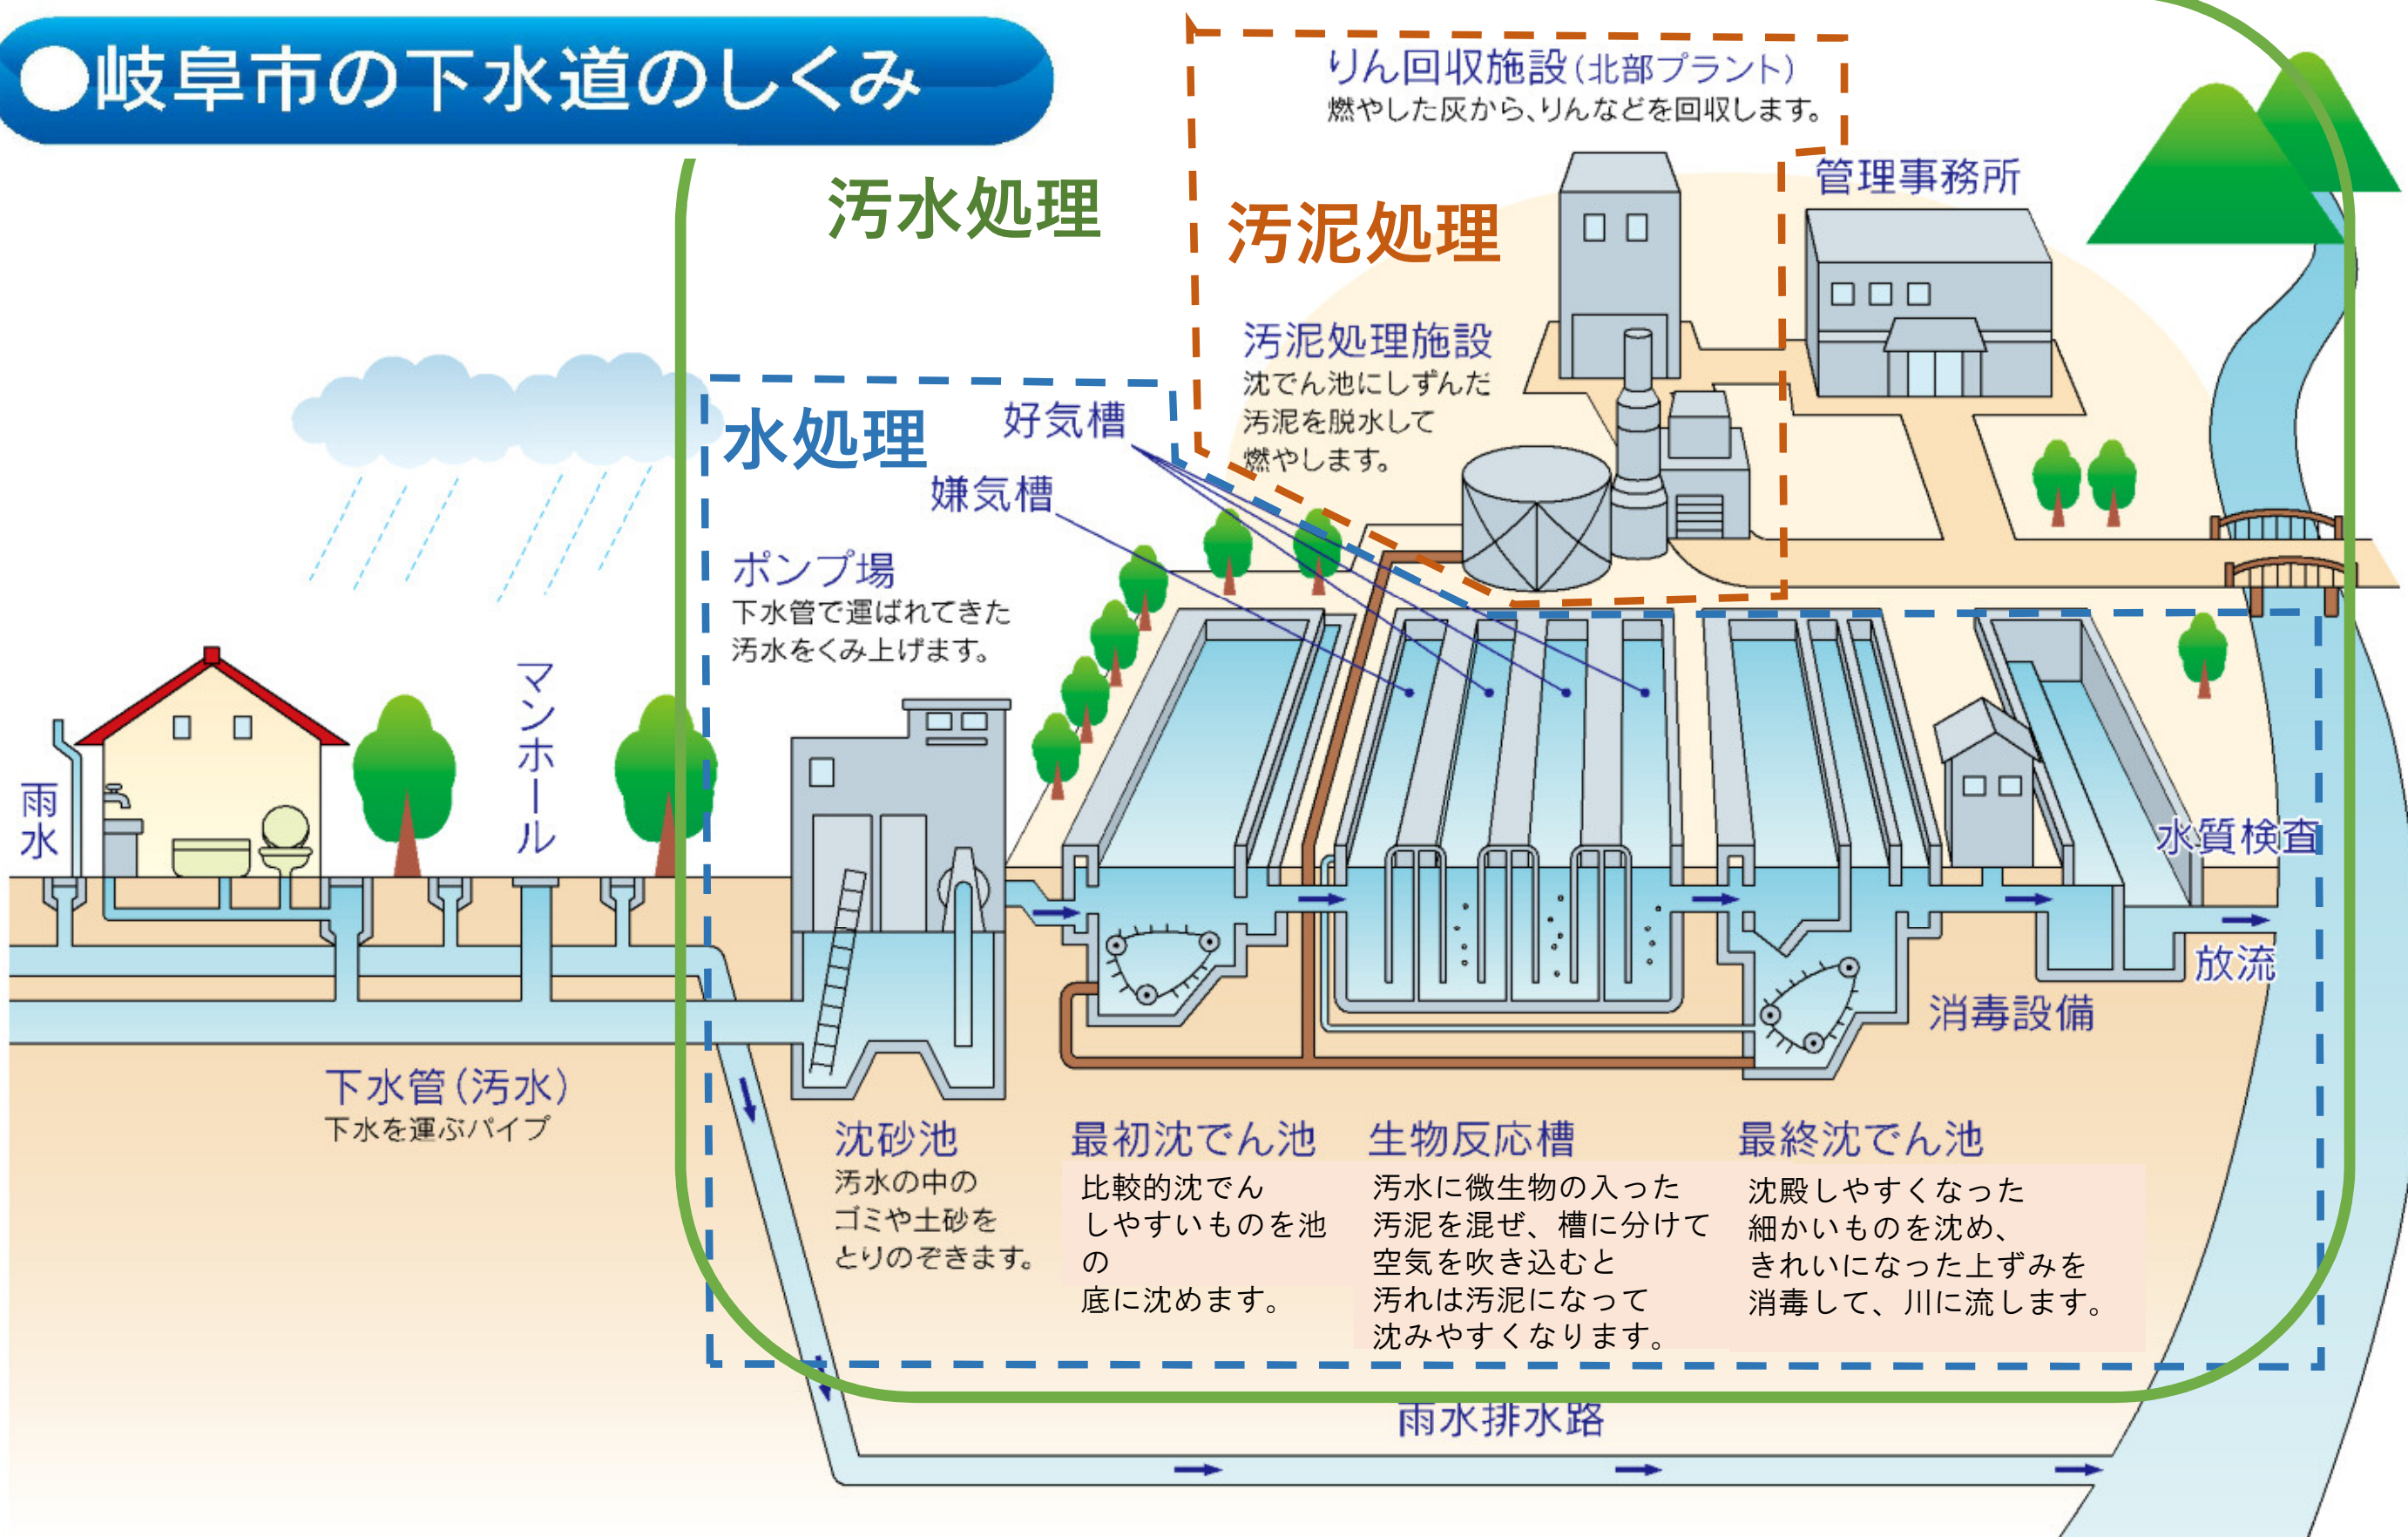 ●岐阜市の下水道のしくみ
りん回収施設(北部プラント)
燃やした灰から、りんなどを回収します。
管理事務所
汚水処理
汚泥処理
汚泥処理施設
沈でん池にしずんだ
汚泥を脱水して
燃やします。
水処理
好気槽
嫌気槽
ポンプ場
下水管で運ばれてきた
汚水をくみ上げます。
マンホール
雨水
水質検査
放流
消毒設備
下水管(汚水)
下水を運ぶパイプ
沈砂池
汚水の中の
ゴミや土砂を
とりのぞきます。
最初沈でん池
比較的沈でん
しやすいものを池
の
底に沈めます。
生物反応槽
汚水に微生物の入った
汚泥を混ぜ、槽に分けて
空気を吹き込むと
汚れは汚泥になって
沈みやすくなります。
最終沈でん池
沈殿しやすくなった
細かいものを沈め、
きれいになった上ずみを
消毒して、川に流します。
雨水排水路